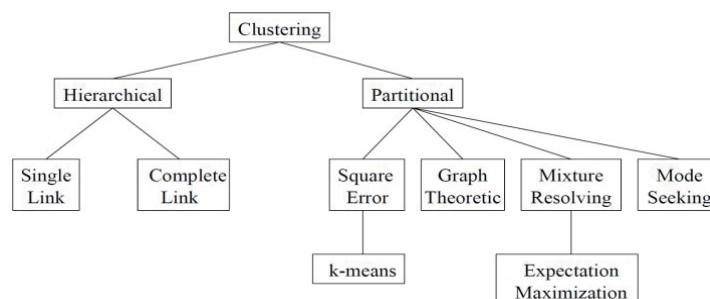 Clustering
Hierarchical
Partitional
Single
Link
Complete
Link
Square
Error
Graph
Theoretic
Mixture
Resolving
Mode
Seeking
k-means
Expectation
Maximization